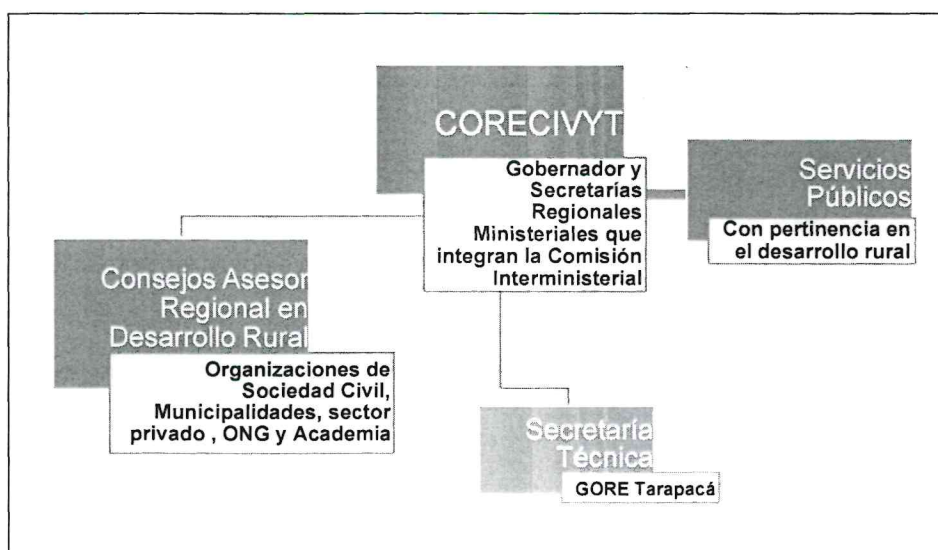 CORECIVYT
Gobernador y
Secretarías
Regionales
Ministeriales que
integran la Comisión
Interministerial
Servicios
Públicos
Con pertinencia en
el desarrollo rural
Consejos Asesor
Regional en
Desarrollo Rural
Organizaciones de
Sociedad Civil,
Municipalidades, sector
privado , ONG y Academia
Secretaría
Técnica
GORE Tarapacá